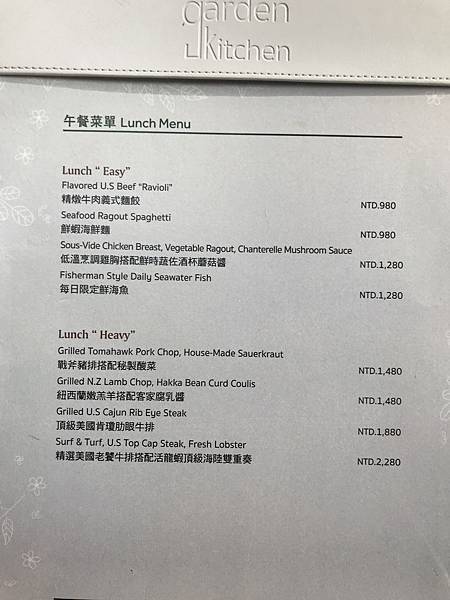 garden
Kitchen
午餐菜單 Lunch Menu
Lunch “ Easy”
Flavored U.S Beef “Ravioli”
精燉牛肉義式麵餃 NTD.980
Seafood Ragout Spaghetti
鮮蝦海鮮麵 NTD.980
Sous-Vide Chicken Breast, Vegetable Ragout, Chanterelle Mushroom Sauce
低溫烹調雞胸搭配鮮時蔬佐酒杯蘑菇醬 NTD.1,280
Fisherman Style Daily Seawater Fish
每日限定鮮海魚 NTD.1,280
Lunch “ Heavy”
Grilled Tomahawk Pork Chop, House-Made Sauerkraut
戰斧豬排搭配秘製酸菜 NTD.1,480
Grilled N.Z Lamb Chop, Hakka Bean Curd Coulis
紐西蘭嫩羔羊搭配客家腐乳醬 NTD.1,480
Grilled U.S Cajun Rib Eye Steak
頂級美國肯瓊肋眼牛排 NTD.1,880
Surf & Turf, U.S Top Cap Steak, Fresh Lobster
精選美國老饕牛排搭配活龍蝦頂級海陸雙重奏 NTD.2,280